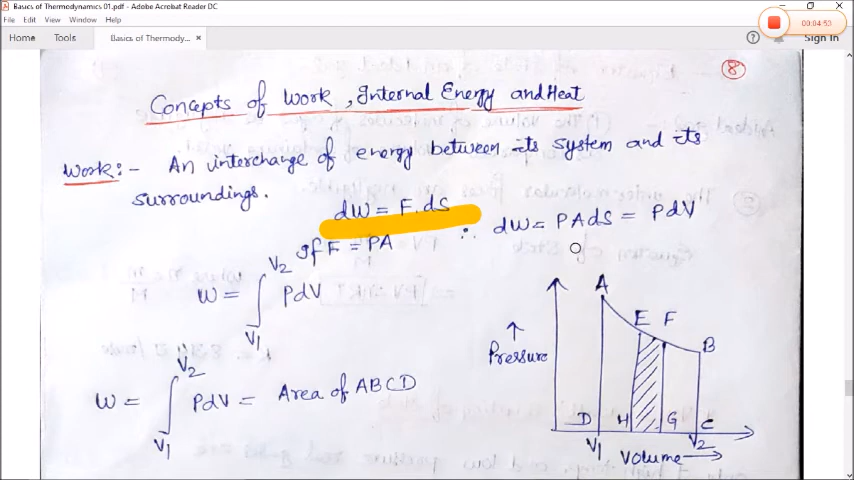 Basics of Thermodynamics 01.pdf - Adobe Acrobat Reader DC
File Edit View Window Help
Home Tools Basics of Thermody... × ? 00:04:53 Sign In
8
Concepts of Work, Internal Energy and Heat
Work:- An interchange of energy between its system and its
surroundings.
dW = F.dS ∴ dW = PAdS = PdV
If F = PA
W = ∫ PdV
V2
V1
W = ∫ PdV = Area of ABCD
V2
V1
A
E F
B
↑
Pressure
D H G C
V1 V2
Volume →